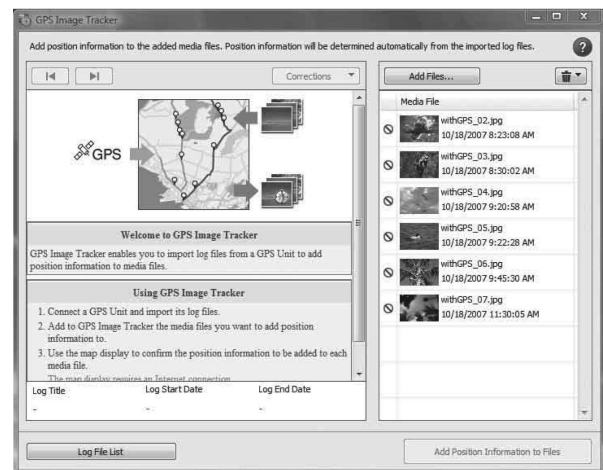 GPS Image Tracker
Add position information to the added media files. Position information will be determined automatically from the imported log files.
Corrections
GPS
Welcome to GPS Image Tracker
GPS Image Tracker enables you to import log files from a GPS Unit to add
position information to media files.
Using GPS Image Tracker
1. Connect a GPS Unit and import its log files.
2. Add to GPS Image Tracker the media files you want to add position
information to.
3. Use the map display to confirm the position information to be added to each
media file.
The map display requires an Internet connection.
Log Title Log Start Date Log End Date
- - -
Log File List
?
Add Files...
Media File
withGPS_02.jpg
10/18/2007 8:23:08 AM
withGPS_03.jpg
10/18/2007 8:30:02 AM
withGPS_04.jpg
10/18/2007 9:20:58 AM
withGPS_05.jpg
10/18/2007 9:22:28 AM
withGPS_06.jpg
10/18/2007 9:45:30 AM
withGPS_07.jpg
10/18/2007 11:30:05 AM
Add Position Information to Files